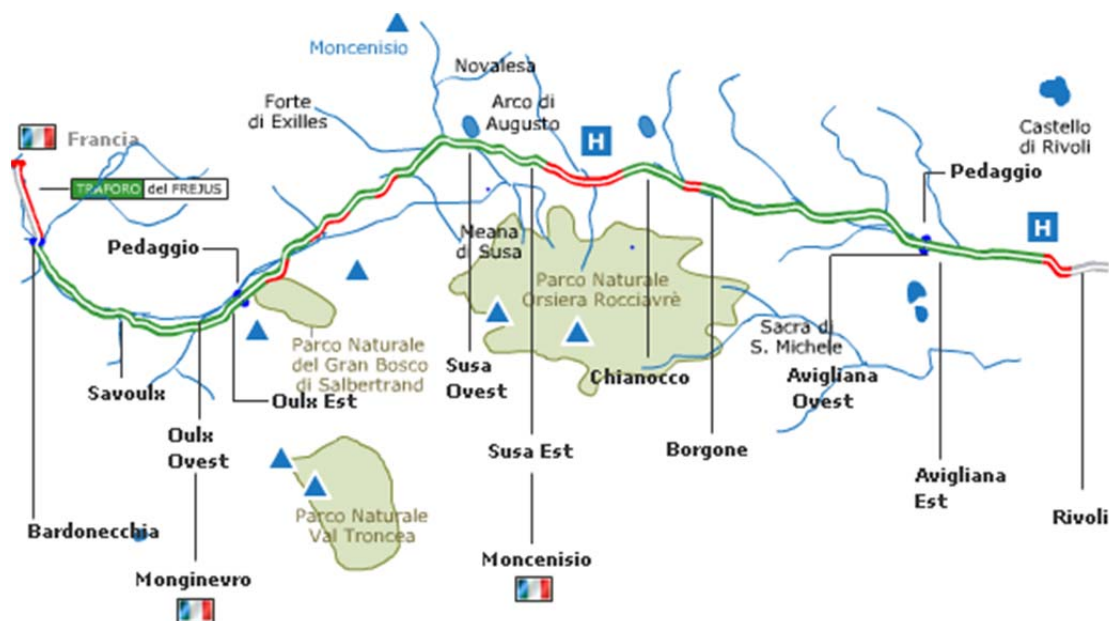 Moncenisio
Novalesa
Forte
di Exilles
Arco di
Augusto
H
Castello
di Rivoli
Francia
TRAFORO del FREJUS
Pedaggio
Pedaggio
Meana
di Susa
H
Parco Naturale
Orsiera Rocciavrè
Parco Naturale
del Gran Bosco
di Salbertrand
Sacra di
S. Michele
Savoulx
Oulx Est
Susa
Ovest
Chianocco
Avigliana
Ovest
Oulx
Ovest
Susa Est
Borgone
Avigliana
Est
Rivoli
Parco Naturale
Val Troncea
Bardonecchia
Monginevro
Moncenisio